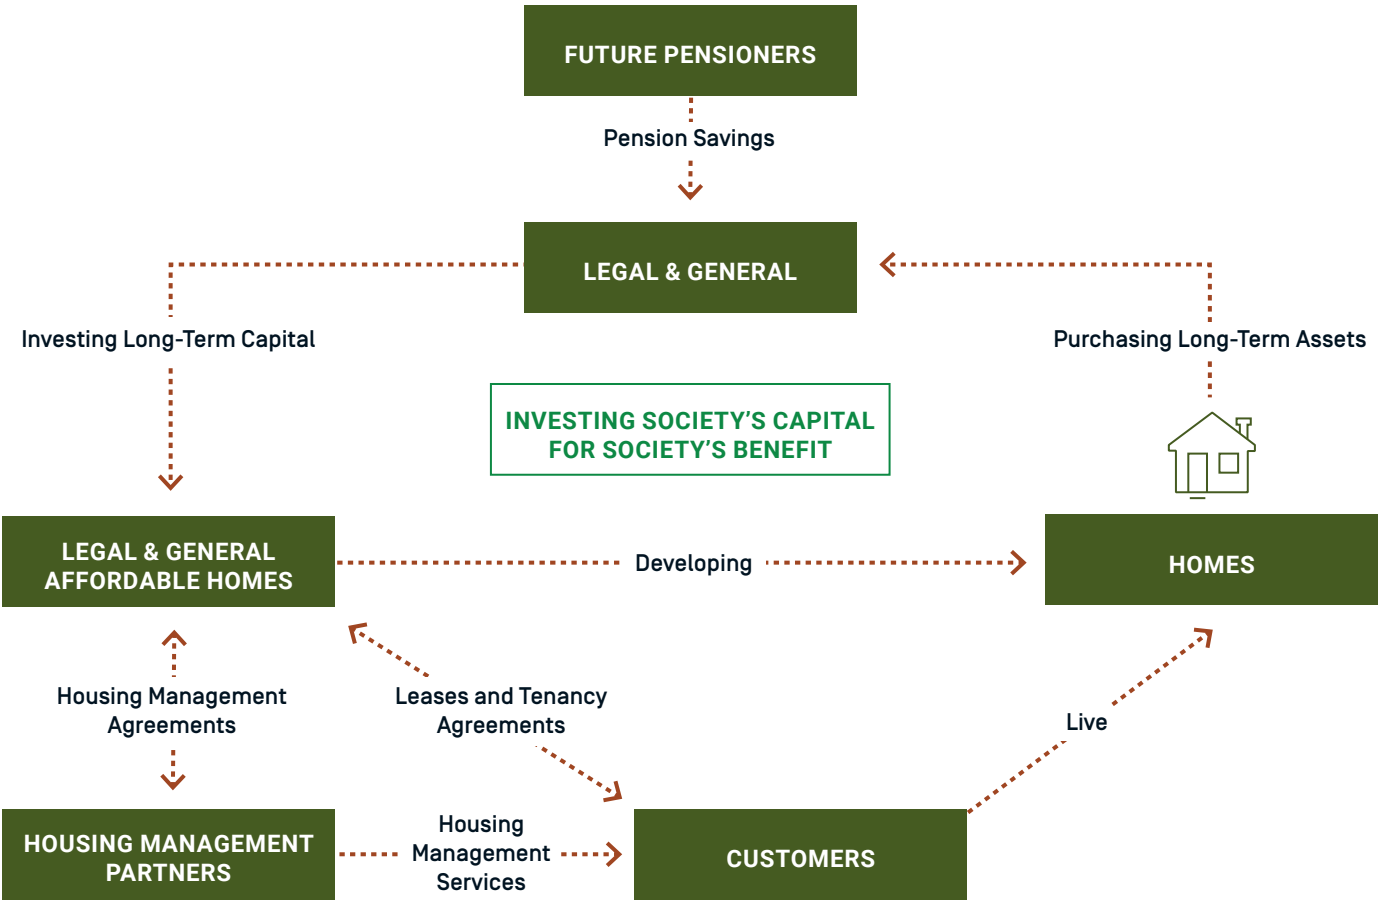 FUTURE PENSIONERS
Pension Savings
LEGAL & GENERAL
Investing Long-Term Capital
Purchasing Long-Term Assets
INVESTING SOCIETY'S CAPITAL
FOR SOCIETY'S BENEFIT
LEGAL & GENERAL
AFFORDABLE HOMES
Developing
HOMES
Housing Management
Agreements
Leases and Tenancy
Agreements
Live
HOUSING MANAGEMENT
PARTNERS
Housing
Management
Services
CUSTOMERS